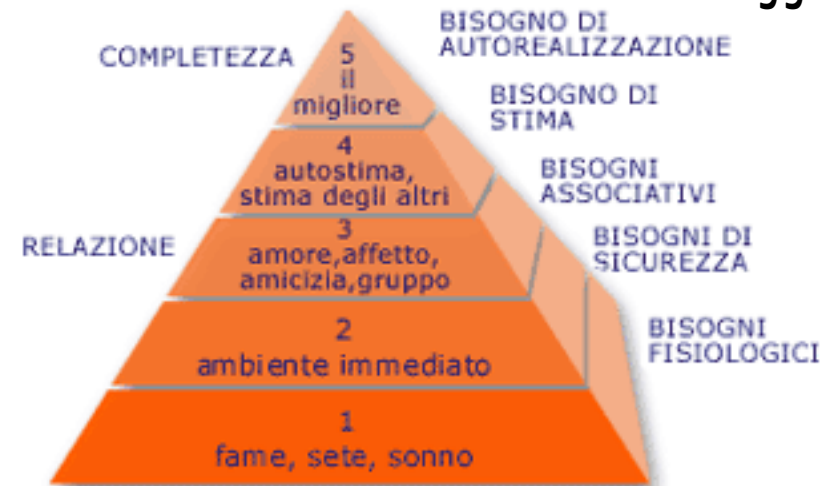 BISOGNO DI
AUTOREALIZZAZIONE
COMPLETEZZA
5
il
migliore
BISOGNO DI
STIMA
4
autostima,
stima degli altri
BISOGNI
ASSOCIATIVI
RELAZIONE
3
amore,affetto,
amicizia,gruppo
BISOGNI DI
SICUREZZA
2
ambiente immediato
BISOGNI
FISIOLOGICI
1
fame, sete, sonno